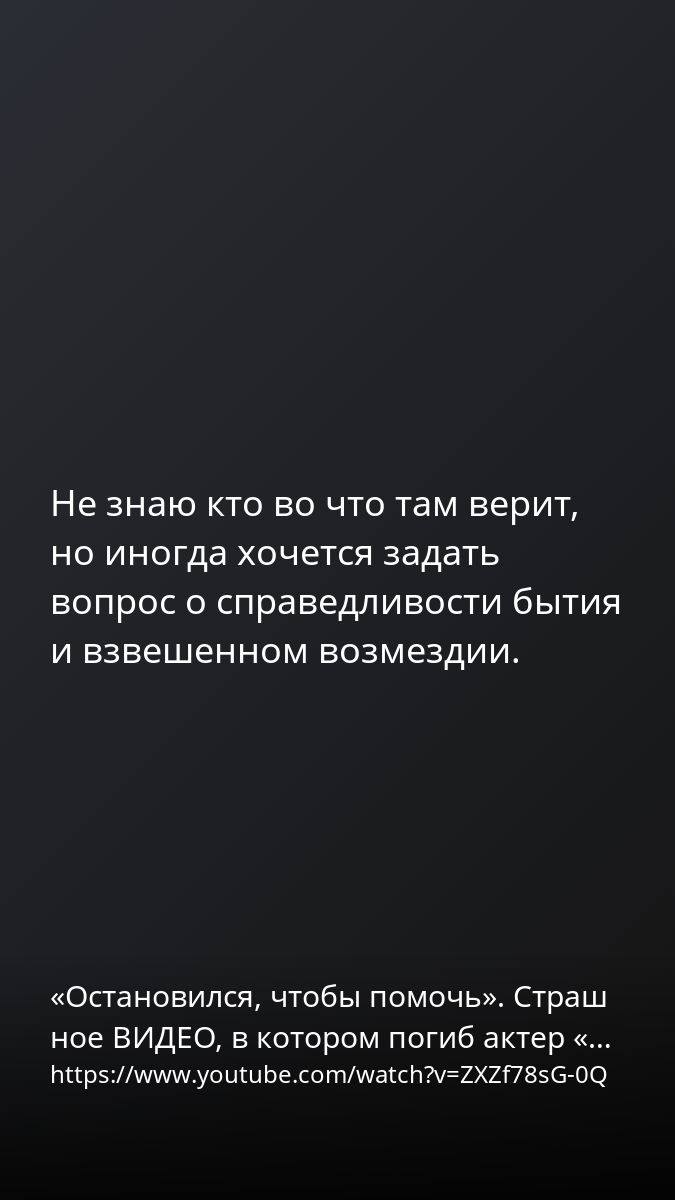 Не знаю кто во что там верит,
но иногда хочется задать
вопрос о справедливости бытия
и взвешенном возмездии.
«Остановился, чтобы помочь». Страш
ное ВИДЕО, в котором погиб актер «...
https://www.youtube.com/watch?v=ZXZf78sG-0Q